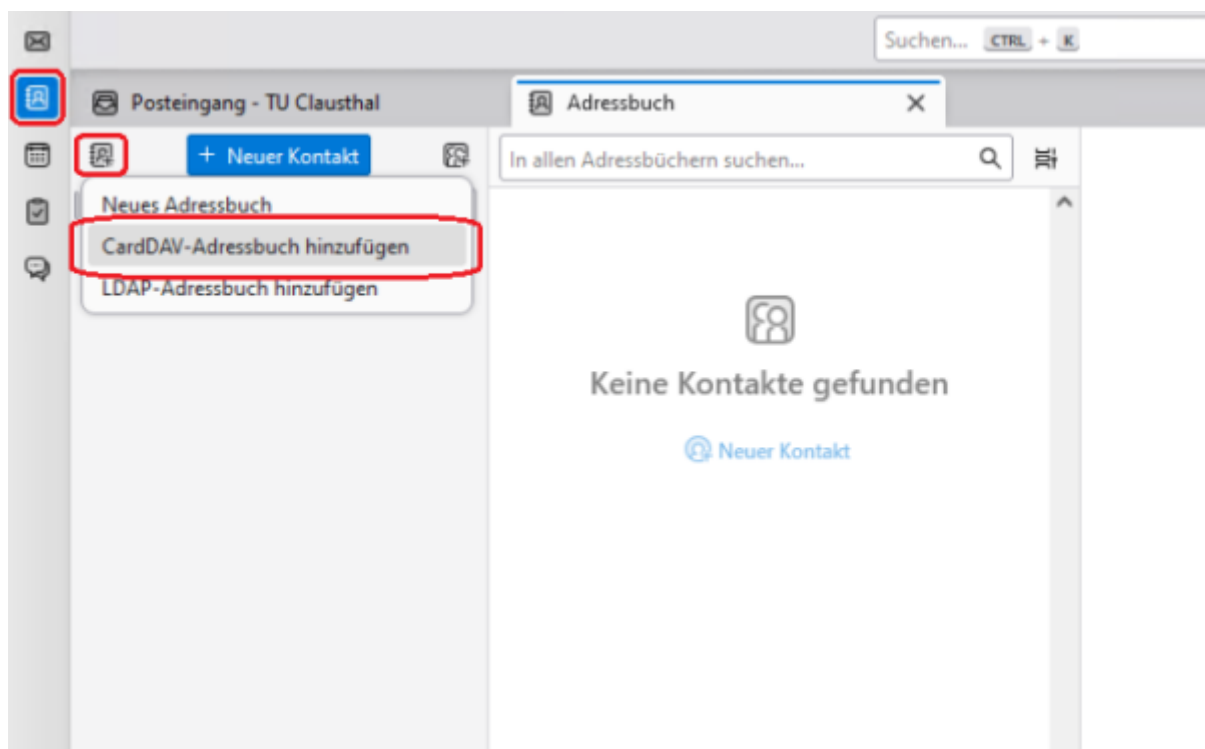 Suchen... CTRL + K
Posteingang - TU Clausthal
Adressbuch
+ Neuer Kontakt
In allen Adressbüchern suchen...
Neues Adressbuch
CardDAV-Adressbuch hinzufügen
LDAP-Adressbuch hinzufügen
Keine Kontakte gefunden
Neuer Kontakt